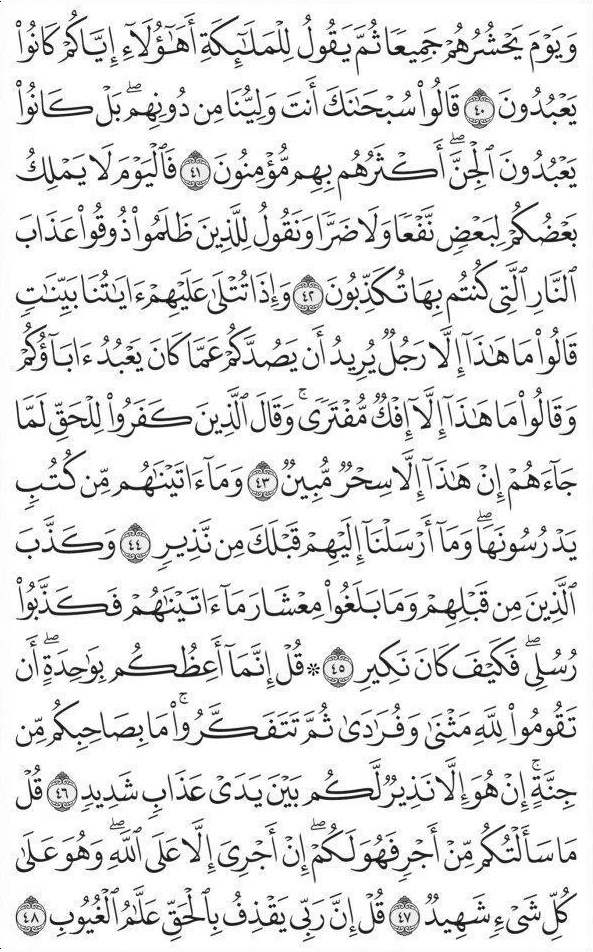 وَيَوْمَ يَحْشُرُهُمْ جَمِيعًا ثُمَّ يَقُولُ لِلْمَلَٰٓئِكَةِ أَهَٰٓؤُلَآءِ إِيَّاكُمْ كَانُوا۟
يَعْبُدُونَ ٤٠ قَالُوا۟ سُبْحَٰنَكَ أَنتَ وَلِيُّنَا مِن دُونِهِم ۖ بَلْ كَانُوا۟
يَعْبُدُونَ ٱلْجِنَّ ۖ أَكْثَرُهُم بِهِم مُّؤْمِنُونَ ٤١ فَٱلْيَوْمَ لَا يَمْلِكُ
بَعْضُكُمْ لِبَعْضٍ نَّفْعًا وَلَا ضَرًّا وَنَقُولُ لِلَّذِينَ ظَلَمُوا۟ ذُوقُوا۟ عَذَابَ
ٱلنَّارِ ٱلَّتِى كُنتُم بِهَا تُكَذِّبُونَ ٤٢ وَإِذَا تُتْلَىٰ عَلَيْهِمْ ءَايَٰتُنَا بَيِّنَٰتٍ
قَالُوا۟ مَا هَٰذَآ إِلَّا رَجُلٌ يُرِيدُ أَن يَصُدَّكُمْ عَمَّا كَانَ يَعْبُدُ ءَابَآؤُكُمْ
وَقَالُوا۟ مَا هَٰذَآ إِلَّآ إِفْكٌ مُّفْتَرًى ۚ وَقَالَ ٱلَّذِينَ كَفَرُوا۟ لِلْحَقِّ لَمَّا
جَآءَهُمْ إِنْ هَٰذَآ إِلَّا سِحْرٌ مُّبِينٌ ٤٣ وَمَآ ءَاتَيْنَٰهُم مِّن كُتُبٍ
يَدْرُسُونَهَا ۖ وَمَآ أَرْسَلْنَآ إِلَيْهِمْ قَبْلَكَ مِن نَّذِيرٍ ٤٤ وَكَذَّبَ
ٱلَّذِينَ مِن قَبْلِهِمْ وَمَا بَلَغُوا۟ مِعْشَارَ مَآ ءَاتَيْنَٰهُمْ فَكَذَّبُوا۟
رُسُلِى ۖ فَكَيْفَ كَانَ نَكِيرِ ٤٥ * قُلْ إِنَّمَآ أَعِظُكُم بِوَٰحِدَةٍ ۖ أَن
تَقُومُوا۟ لِلَّهِ مَثْنَىٰ وَفُرَٰدَىٰ ثُمَّ تَتَفَكَّرُوا۟ ۚ مَا بِصَاحِبِكُم مِّن
جِنَّةٍ ۚ إِنْ هُوَ إِلَّا نَذِيرٌ لَّكُم بَيْنَ يَدَىْ عَذَابٍ شَدِيدٍ ٤٦ قُلْ
مَا سَأَلْتُكُم مِّنْ أَجْرٍ فَهُوَ لَكُمْ ۖ إِنْ أَجْرِىَ إِلَّا عَلَى ٱللَّهِ ۖ وَهُوَ عَلَىٰ
كُلِّ شَىْءٍ شَهِيدٌ ٤٧ قُلْ إِنَّ رَبِّى يَقْذِفُ بِٱلْحَقِّ عَلَّٰمُ ٱلْغُيُوبِ ٤٨